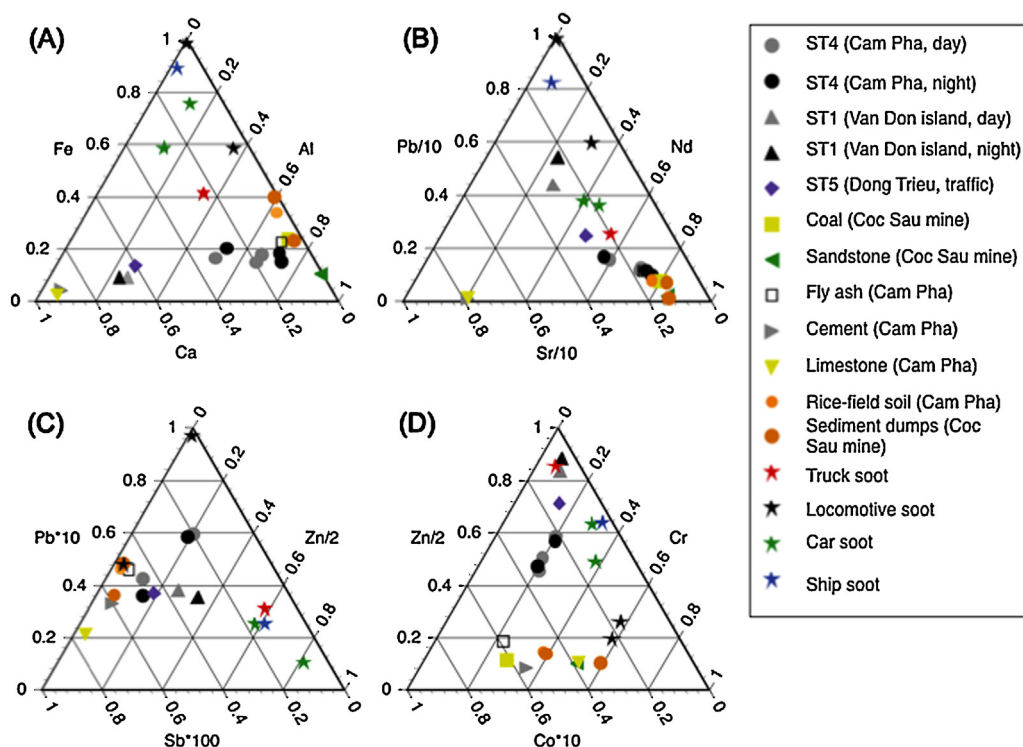 (A)
0
1
0.2
0.8
0.4
Fe
0.6
Al
0.6
0.4
0.8
0.2
1
0
1
0.8
0.6
0.4
0.2
0
Ca
(B)
0
1
0.2
0.8
0.4
Pb/10
0.6
Nd
0.6
0.4
0.8
0.2
1
0
1
0.8
0.6
0.4
0.2
0
Sr/10
(C)
0
1
0.2
0.8
0.4
Pb*10
0.6
Zn/2
0.6
0.4
0.8
0.2
1
0
1
0.8
0.6
0.4
0.2
0
Sb*100
(D)
0
1
0.2
0.8
0.4
Zn/2
0.6
Cr
0.6
0.4
0.8
0.2
1
0
1
0.8
0.6
0.4
0.2
0
Co*10
ST4 (Cam Pha, day)
ST4 (Cam Pha, night)
ST1 (Van Don island, day)
ST1 (Van Don island, night)
ST5 (Dong Trieu, traffic)
Coal (Coc Sau mine)
Sandstone (Coc Sau mine)
Fly ash (Cam Pha)
Cement (Cam Pha)
Limestone (Cam Pha)
Rice-field soil (Cam Pha)
Sediment dumps (Coc
Sau mine)
Truck soot
Locomotive soot
Car soot
Ship soot